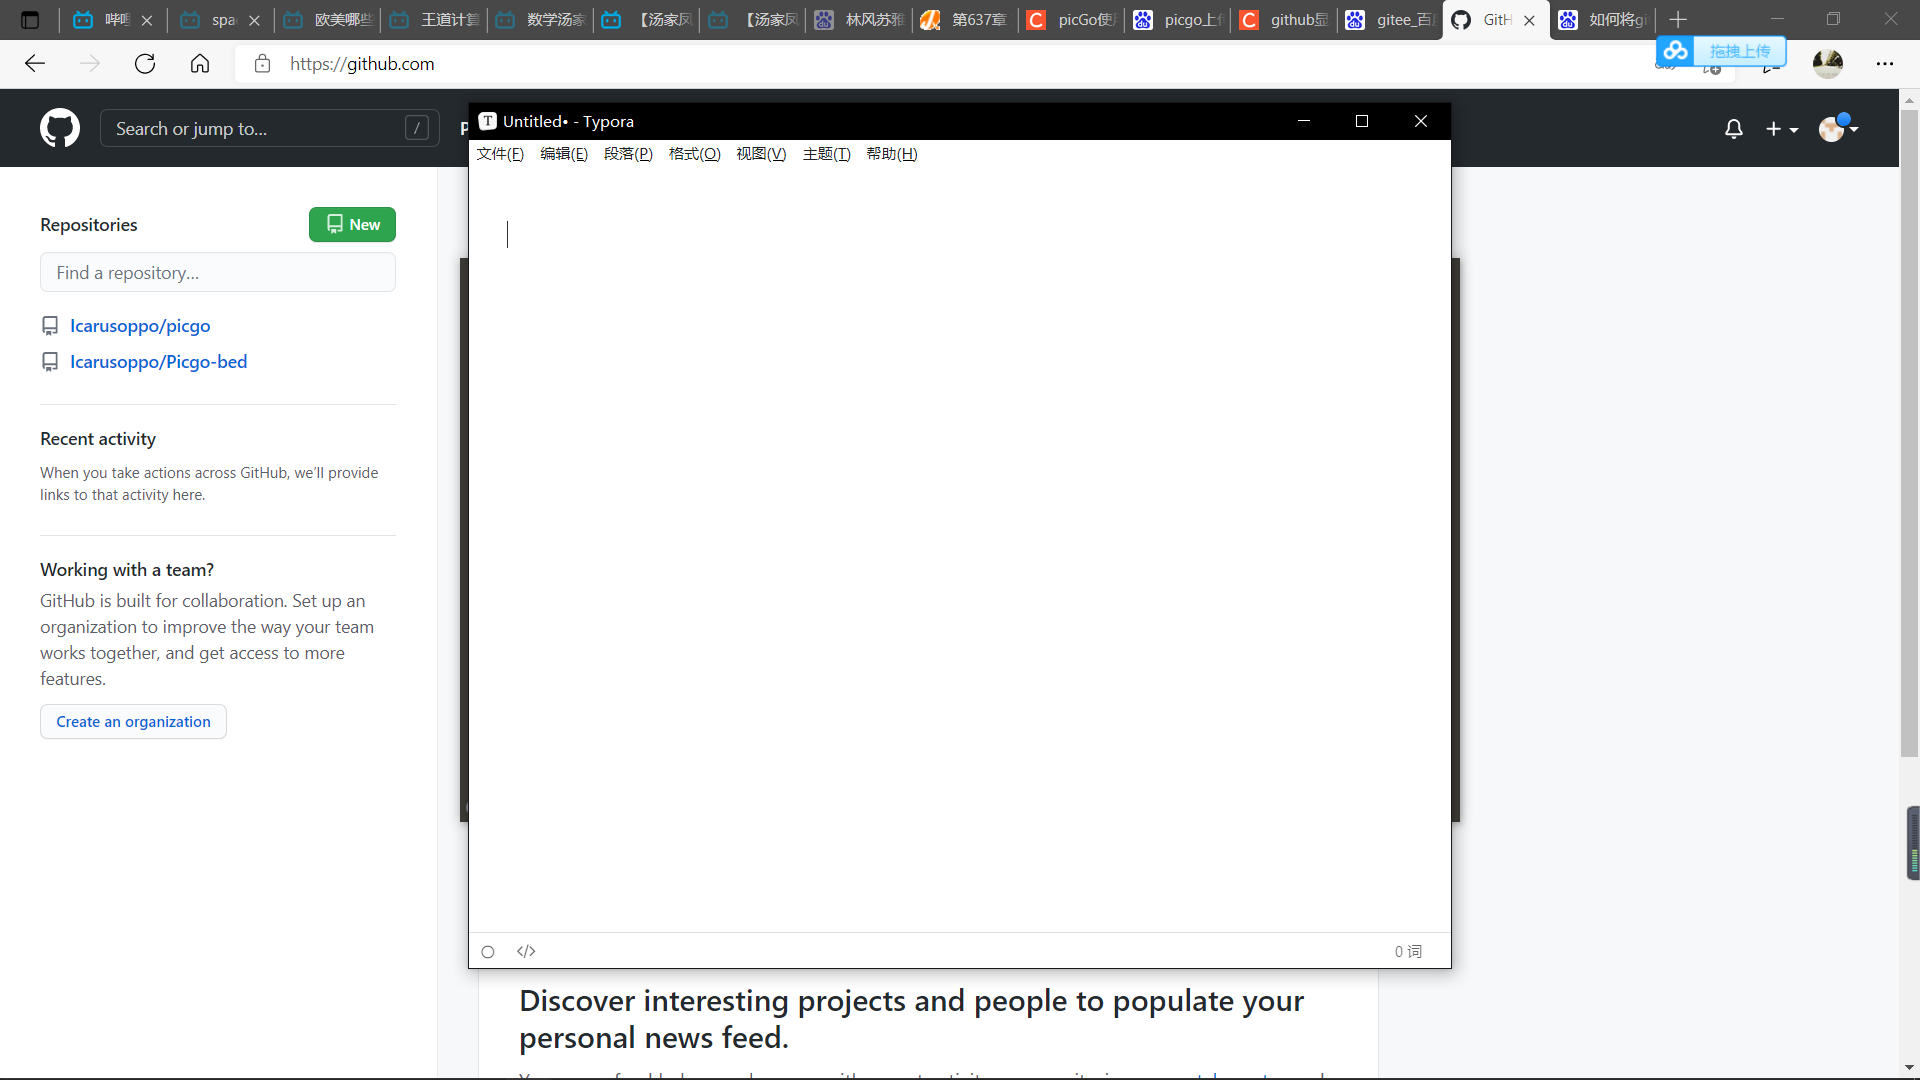 哔哩
spa
欧美哪些
王道计算
数学汤家
【汤家凤
【汤家凤
林风苏雅
第637章
picGo使用
picgo上传
github显
gitee_百度
GitH
如何将gi
https://github.com
拖拽上传
Search or jump to...
/
P
Untitled• - Typora
文件(F) 编辑(E) 段落(P) 格式(O) 视图(V) 主题(T) 帮助(H)
Repositories
New
Find a repository...
Icarusoppo/picgo
Icarusoppo/Picgo-bed
Recent activity
When you take actions across GitHub, we'll provide
links to that activity here.
Working with a team?
GitHub is built for collaboration. Set up an
organization to improve the way your team
works together, and get access to more
features.
Create an organization
0 词
Discover interesting projects and people to populate your
personal news feed.